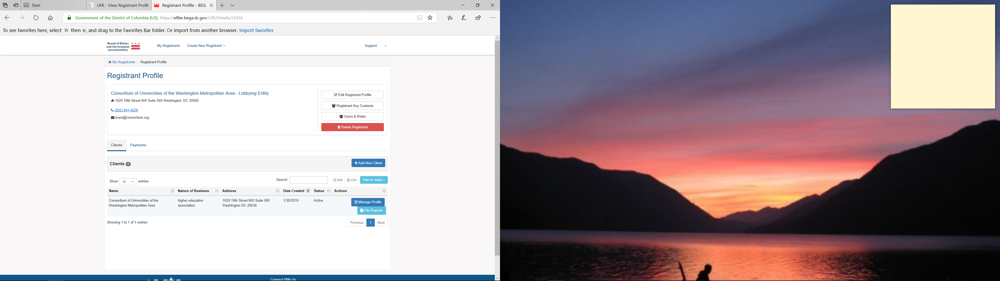 Start
LRR - View Registrant Profil
Registrant Profile - BEG.
Government of the District of Columbia [US] https://efiler.bega.dc.gov/LRR/Details/22456
To see favorites here, select then , and drag to the Favorites Bar folder. Or import from another browser. Import favorites
Board of Ethics
and Government
Accountability
My Registrants
Create New Registrant
Support
My Registrants / Registrant Profile
Registrant Profile
Consortium of Universities of the Washington Metropolitan Area - Lobbying Entity
1020 19th Street NW Suite 500 Washington, DC 20005
(202) 841-4226
kram@consortium.org
Edit Registrant Profile
Registrant Key Contacts
Users & Roles
Delete Registrant
Clients
Payments
Clients ?
+ Add New Client
Show 10 entries
Search:
PDF
CSV
Filter by Status
Name Nature of Business Address Date Created Status Actions
Consortium of Universities of the
Washington Metropolitan Area
higher education
association
1020 19th Street NW Suite 500
Washington DC 20036
1/30/2019
Active
Manage Profile
File Reports
Showing 1 to 1 of 1 entries
Previous 1 Next
Connect With Us